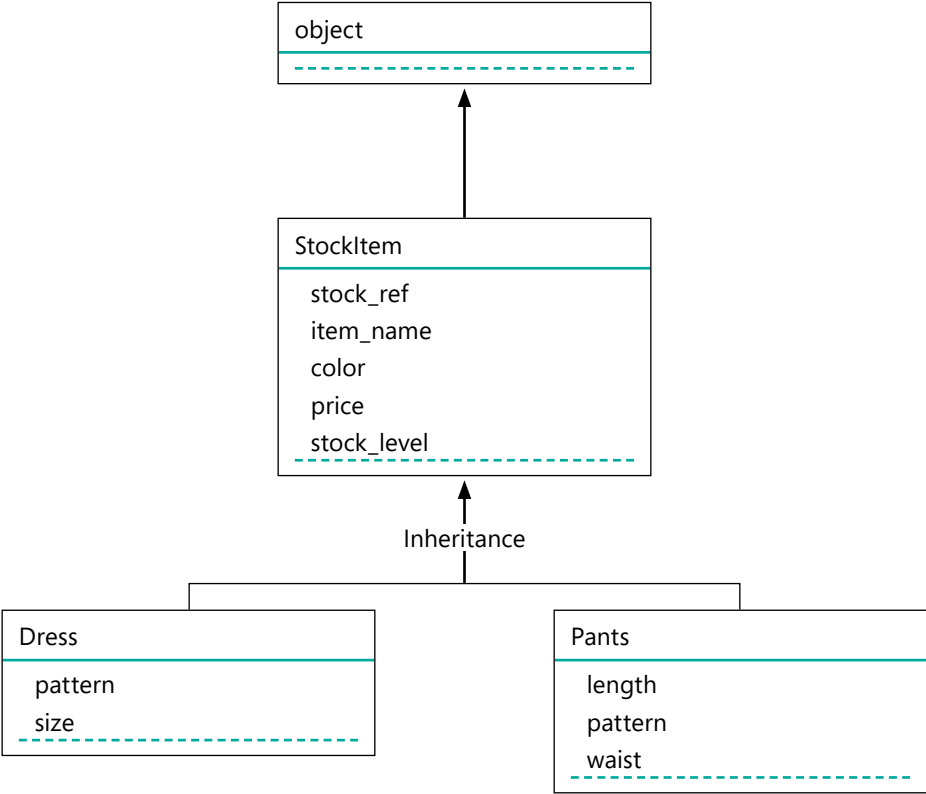 object
StockItem
stock_ref
item_name
color
price
stock_level
Inheritance
Dress
pattern
size
Pants
length
pattern
waist